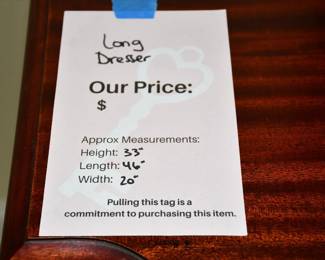 Long
Dresser
Our Price:
$
Approx Measurements:
Height: 33"
Length: 46"
Width: 20"
Pulling this tag is a
commitment to purchasing this item.